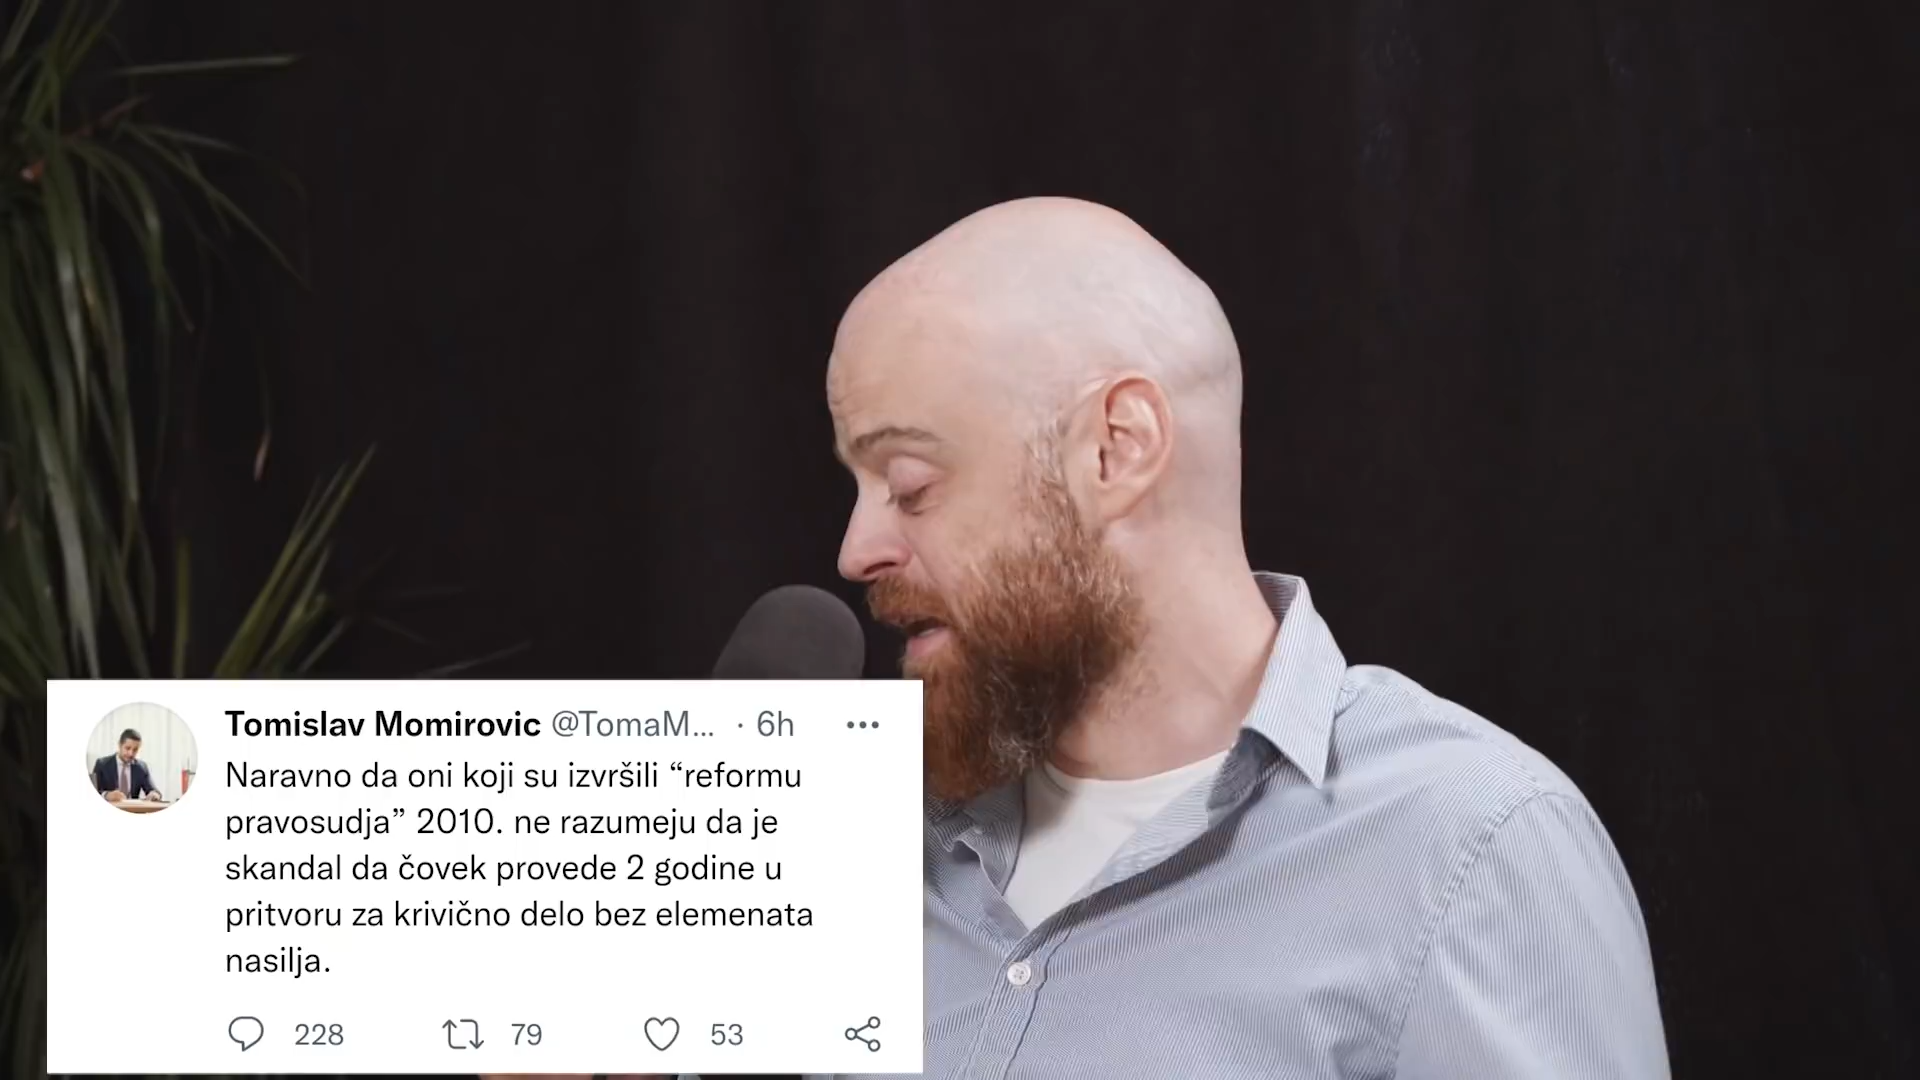 Tomislav Momirovic @TomaM... · 6h
Naravno da oni koji su izvršili “reformu
pravosudja” 2010. ne razumeju da je
skandal da čovek provede 2 godine u
pritvoru za krivično delo bez elemenata
nasilja.
228 79 53